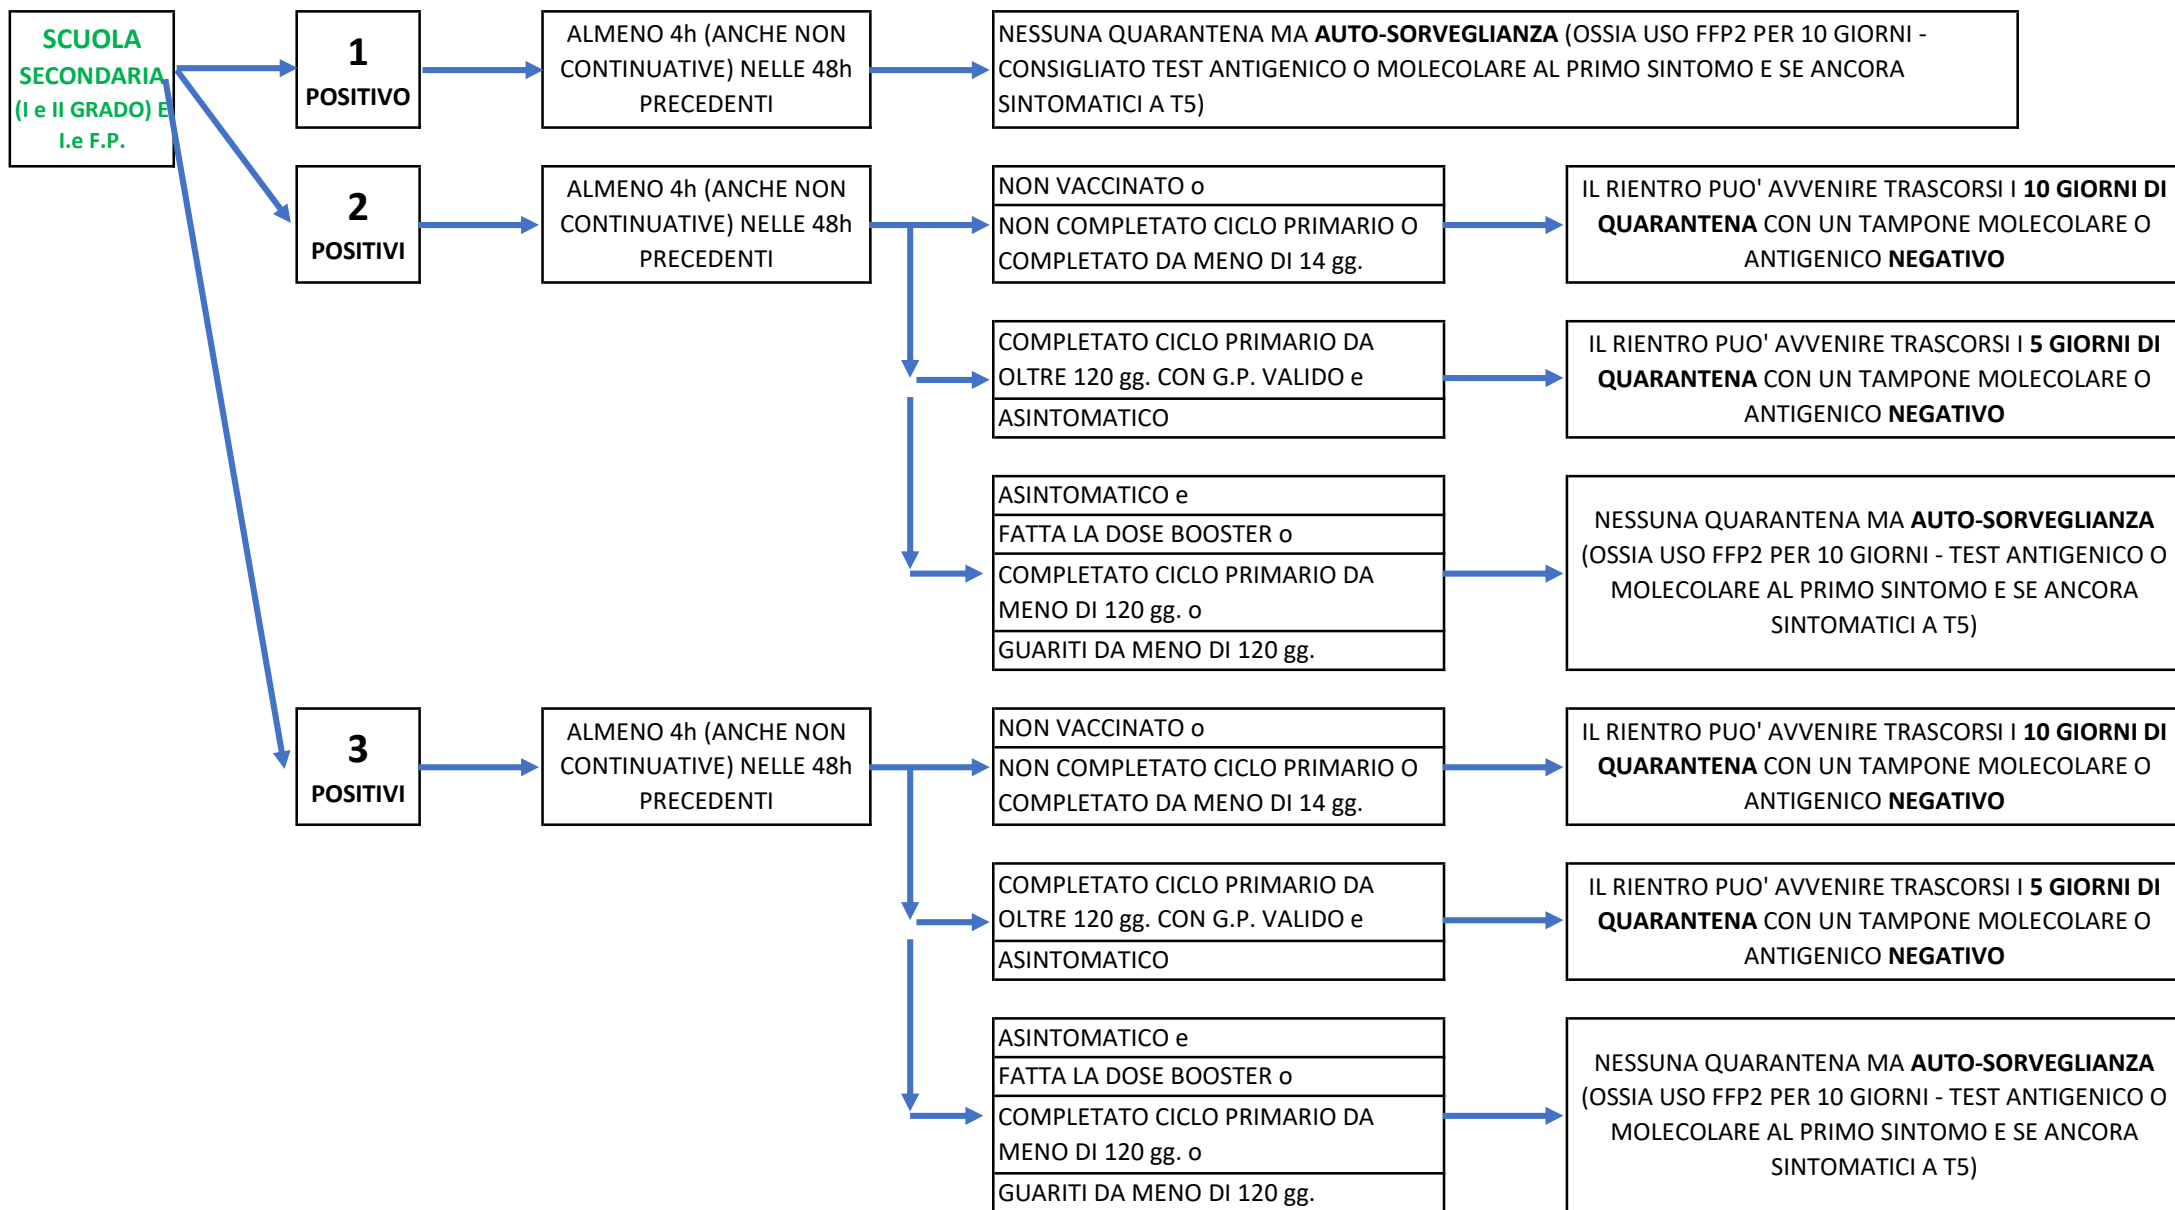 SCUOLA
SECONDARIA
(I e II GRADO) E
I.e F.P.
1
POSITIVO
ALMENO 4h (ANCHE NON
CONTINUATIVE) NELLE 48h
PRECEDENTI
NESSUNA QUARANTENA MA AUTO-SORVEGLIANZA (OSSIA USO FFP2 PER 10 GIORNI -
CONSIGLIATO TEST ANTIGENICO O MOLECOLARE AL PRIMO SINTOMO E SE ANCORA
SINTOMATICI A T5)
2
POSITIVI
ALMENO 4h (ANCHE NON
CONTINUATIVE) NELLE 48h
PRECEDENTI
NON VACCINATO o
NON COMPLETATO CICLO PRIMARIO O
COMPLETATO DA MENO DI 14 gg.
IL RIENTRO PUO' AVVENIRE TRASCORSI I 10 GIORNI DI
QUARANTENA CON UN TAMPONE MOLECOLARE O
ANTIGENICO NEGATIVO
COMPLETATO CICLO PRIMARIO DA
OLTRE 120 gg. CON G.P. VALIDO e
ASINTOMATICO
IL RIENTRO PUO' AVVENIRE TRASCORSI I 5 GIORNI DI
QUARANTENA CON UN TAMPONE MOLECOLARE O
ANTIGENICO NEGATIVO
ASINTOMATICO e
FATTA LA DOSE BOOSTER o
COMPLETATO CICLO PRIMARIO DA
MENO DI 120 gg. o
GUARITI DA MENO DI 120 gg.
NESSUNA QUARANTENA MA AUTO-SORVEGLIANZA
(OSSIA USO FFP2 PER 10 GIORNI - TEST ANTIGENICO O
MOLECOLARE AL PRIMO SINTOMO E SE ANCORA
SINTOMATICI A T5)
3
POSITIVI
ALMENO 4h (ANCHE NON
CONTINUATIVE) NELLE 48h
PRECEDENTI
NON VACCINATO o
NON COMPLETATO CICLO PRIMARIO O
COMPLETATO DA MENO DI 14 gg.
IL RIENTRO PUO' AVVENIRE TRASCORSI I 10 GIORNI DI
QUARANTENA CON UN TAMPONE MOLECOLARE O
ANTIGENICO NEGATIVO
COMPLETATO CICLO PRIMARIO DA
OLTRE 120 gg. CON G.P. VALIDO e
ASINTOMATICO
IL RIENTRO PUO' AVVENIRE TRASCORSI I 5 GIORNI DI
QUARANTENA CON UN TAMPONE MOLECOLARE O
ANTIGENICO NEGATIVO
ASINTOMATICO e
FATTA LA DOSE BOOSTER o
COMPLETATO CICLO PRIMARIO DA
MENO DI 120 gg. o
GUARITI DA MENO DI 120 gg.
NESSUNA QUARANTENA MA AUTO-SORVEGLIANZA
(OSSIA USO FFP2 PER 10 GIORNI - TEST ANTIGENICO O
MOLECOLARE AL PRIMO SINTOMO E SE ANCORA
SINTOMATICI A T5)